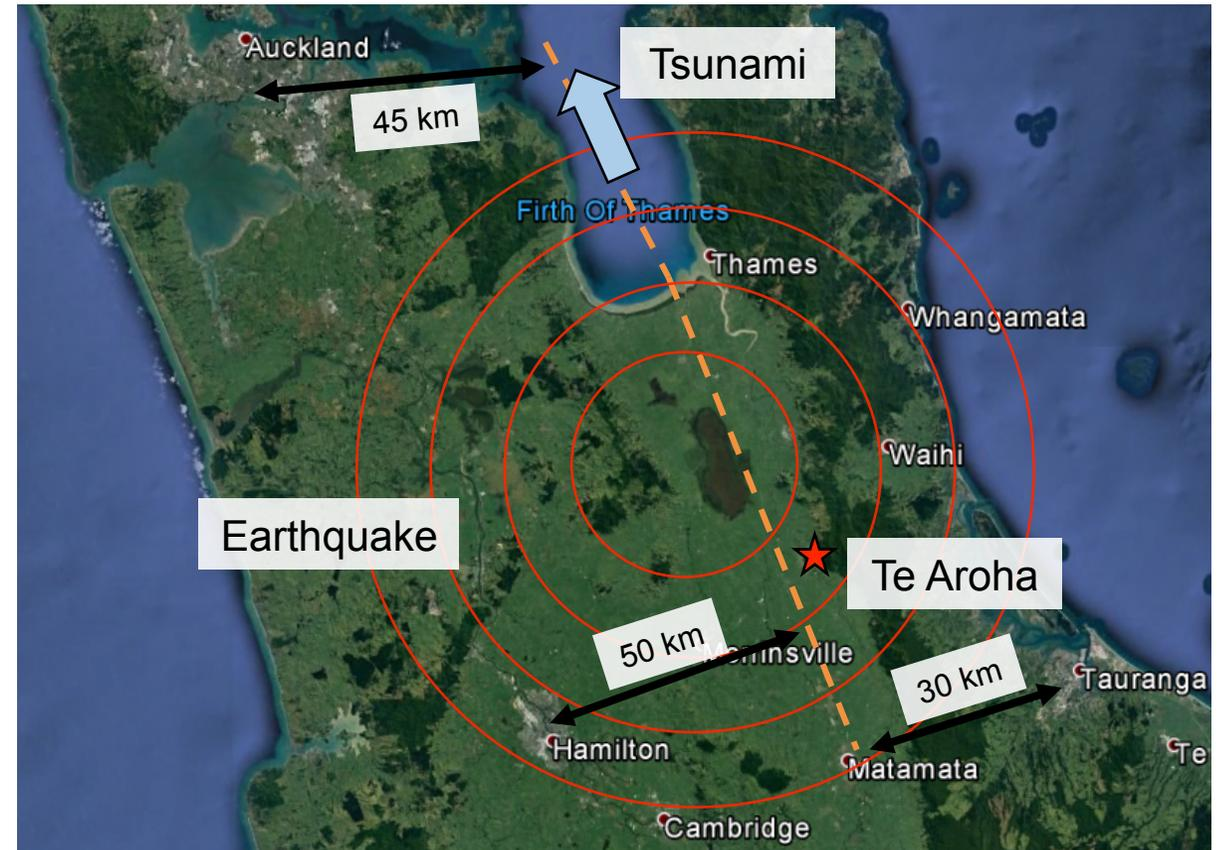 Auckland
Tsunami
45 km
Firth Of Thames
Thames
Whangamata
Waihi
Earthquake
Te Aroha
50 km
Morrinsville
30 km
Tauranga
Hamilton
Te
Matamata
Cambridge